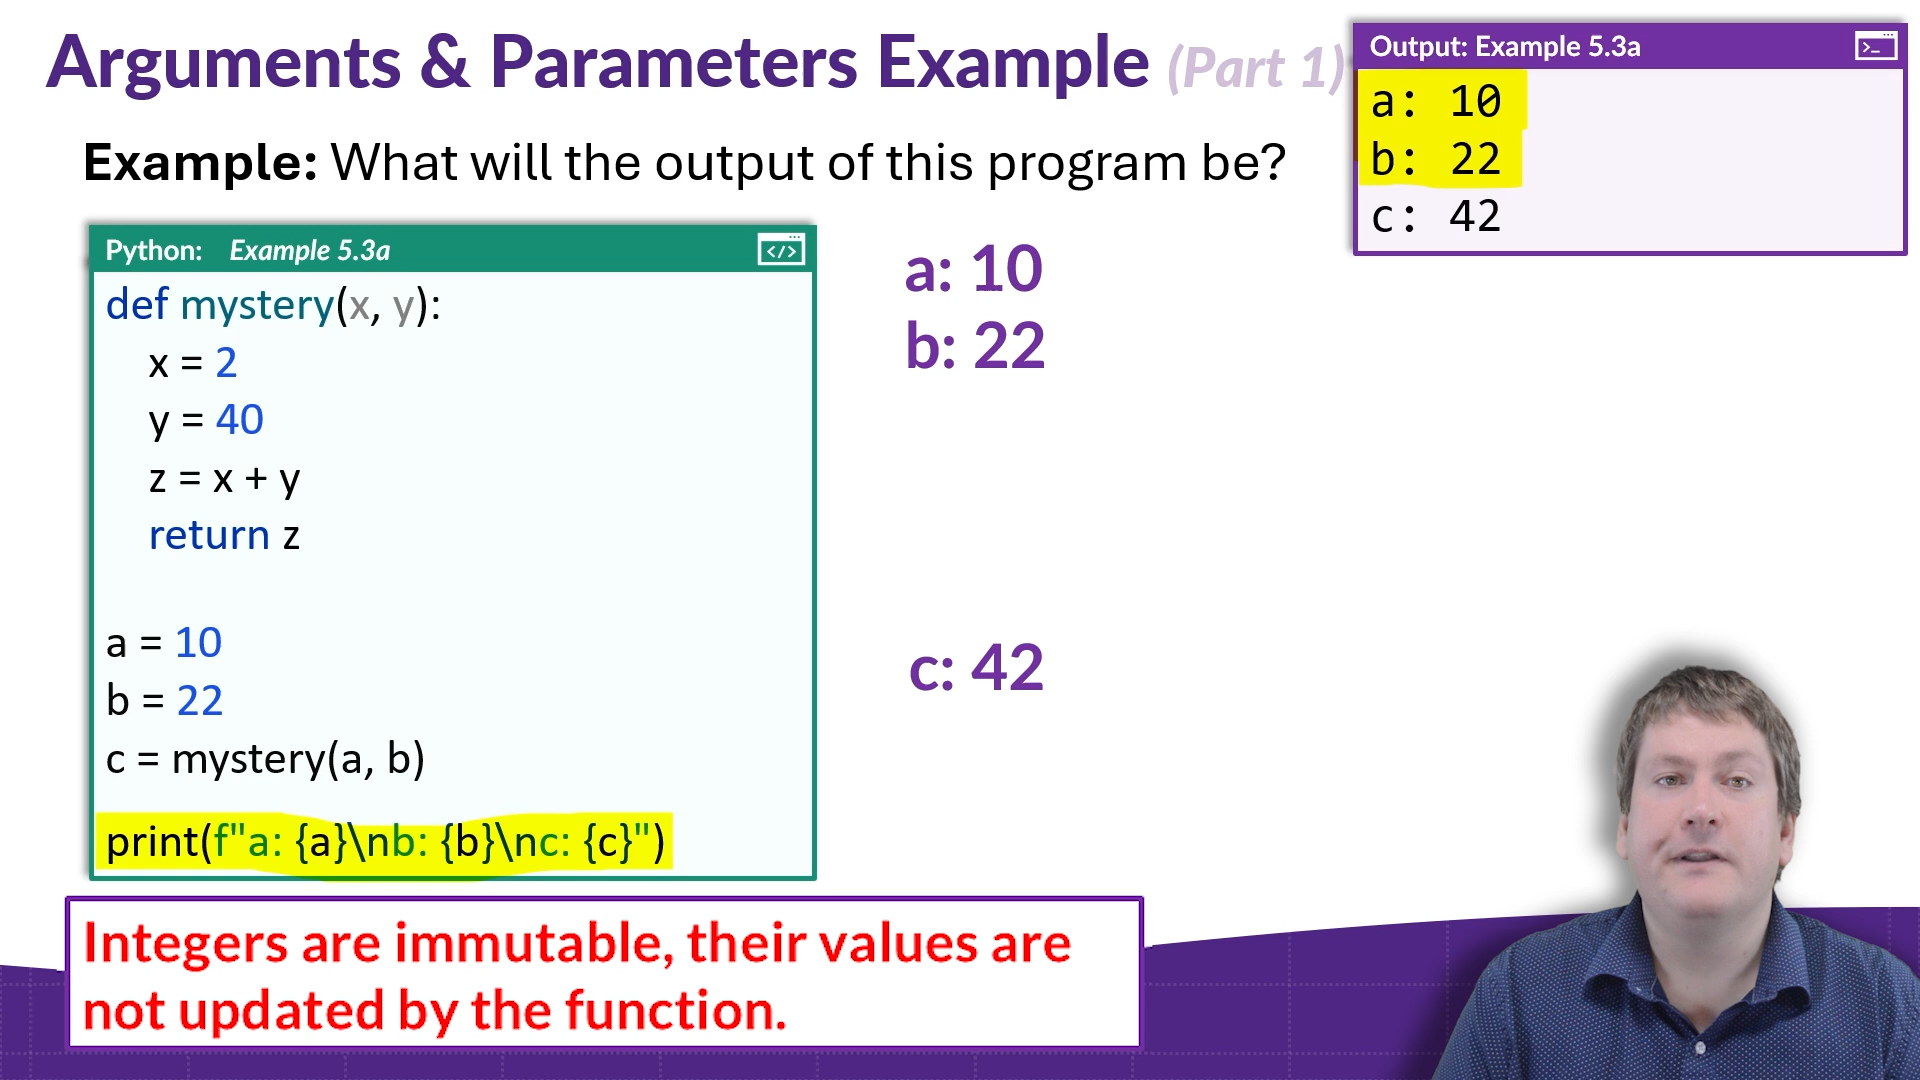 Arguments & Parameters Example (Part 1)
Example: What will the output of this program be?
Python: Example 5.3a
def mystery(x, y):
    x = 2
    y = 40
    z = x + y
    return z
a = 10
b = 22
c = mystery(a, b)
print(f"a: {a}\nb: {b}\nc: {c}")
a: 10
b: 22
c: 42
Output: Example 5.3a
a: 10
b: 22
c: 42
Integers are immutable, their values are
not updated by the function.